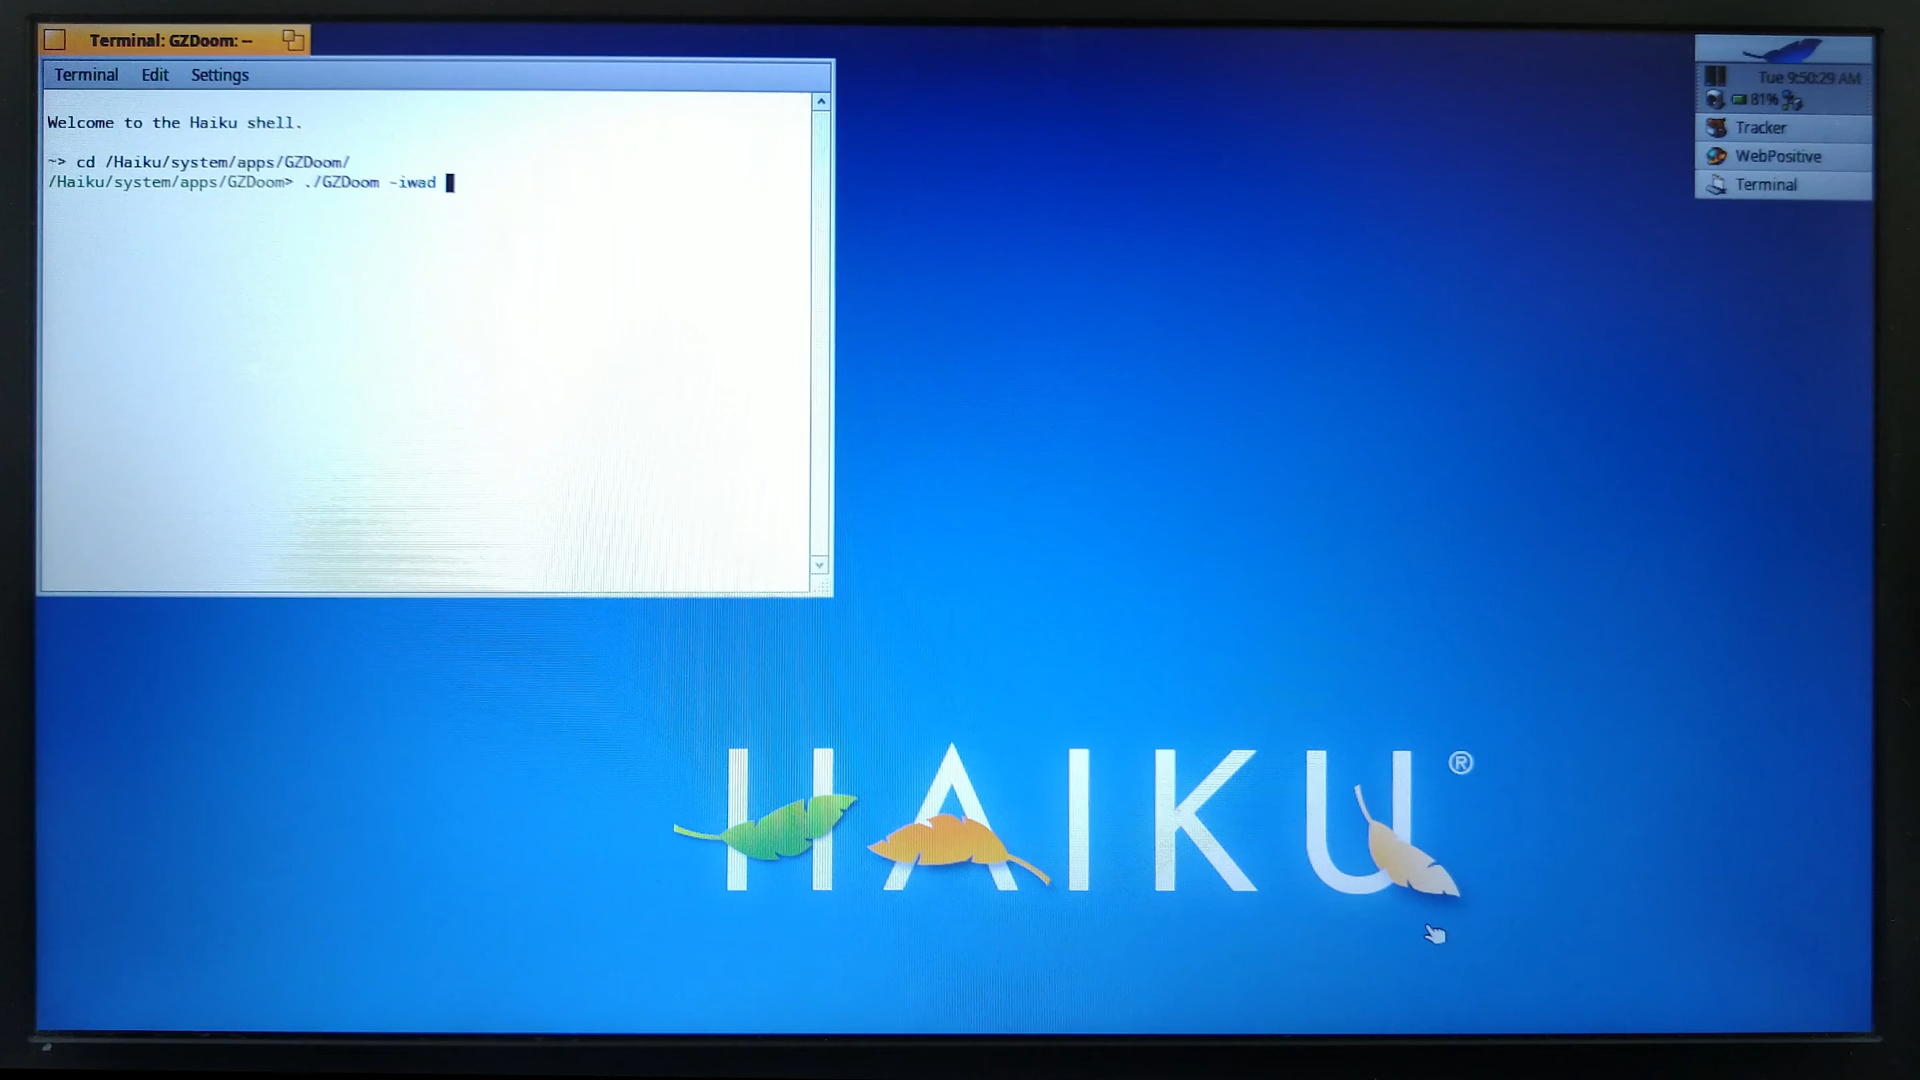 Terminal: GZDoom: --
Terminal Edit Settings
Welcome to the Haiku shell.
~> cd /Haiku/system/apps/GZDoom/
/Haiku/system/apps/GZDoom> ./GZDoom -iwad
Tue 9:50:29 AM
81%
Tracker
WebPositive
Terminal
HAIKU®